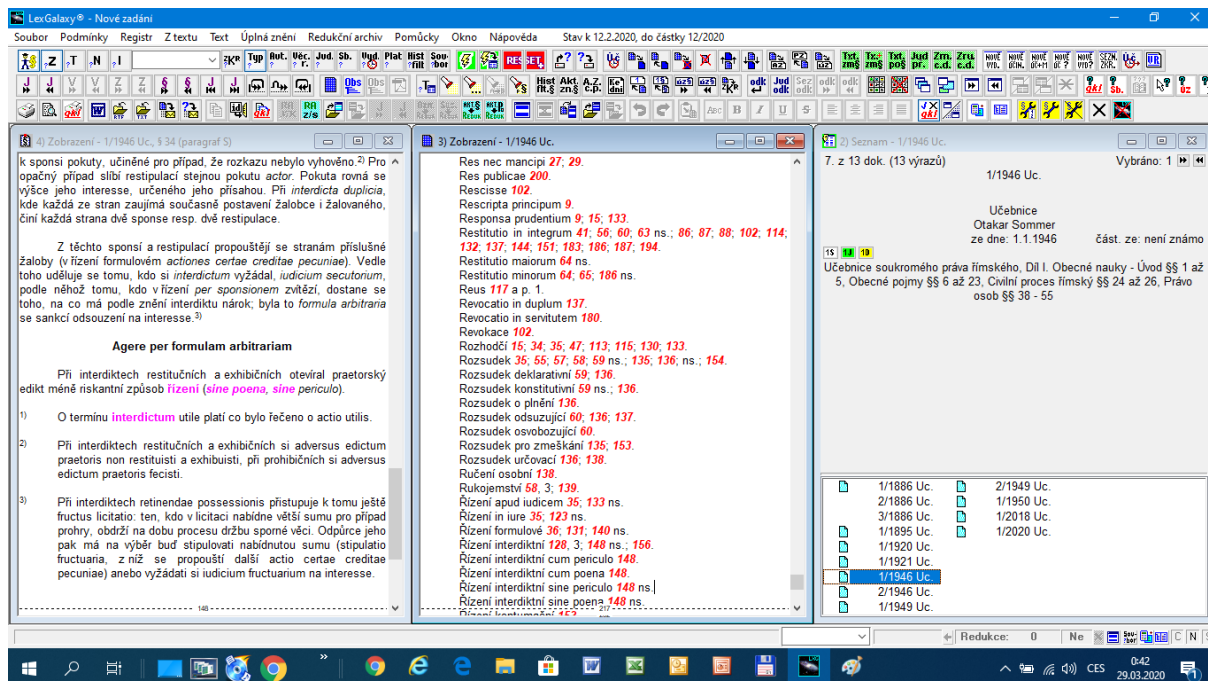 LexGalaxy® - Nové zadání
Soubor Podmínky Registr Z textu Text Úplná znění Redukční archiv Pomůcky Okno Nápověda Stav k 12.2.2020, do částky 12/2020
4) Zobrazení - 1/1946 Uc., § 34 (paragraf S)
k sponsi pokuty, učiněné pro případ, že rozkazu nebylo vyhověno.2) Pro
opačný případ slíbí restipulací stejnou pokutu actor. Pokuta rovná se
výšce jeho interesse, určeného jeho přísahou. Při interdicta duplicia,
kde každá ze stran zaujímá současně postavení žalobce i žalovaného,
činí každá strana dvě sponse resp. dvě restipulace.
Z těchto sponsí a restipulací propouštějí se stranám příslušné
žaloby (v řízení formulovém actiones certae creditae pecuniae). Vedle
toho uděluje se tomu, kdo si interdictum vyžádal, iudicium secutorium,
podle něhož tomu, kdo v řízení per sponsionem zvítězí, dostane se
toho, na co má podle znění interdiktu nárok; byla to formula arbitraria
se sankcí odsouzení na interesse.3)
Agere per formulam arbitrariam
Při interdiktech restitučních a exhibičních otevíral praetorský
edikt méně riskantní způsob řízení (sine poena, sine periculo).
1) O termínu interdictum utile platí co bylo řečeno o actio utilis.
2) Při interdiktech restitučních a exhibičních si adversus edictum
praetoris non restituisti a exhibuisti, při prohibičních si adversus
edictum praetoris fecisti.
3) Při interdiktech retinendae possessionis přistupuje k tomu ještě
fructus licitatio: ten, kdo v licitaci nabídne větší sumu pro případ
prohry, obdrží na dobu procesu držbu sporné věci. Odpůrce jeho
pak má na výběr buď stipulovati nabídnutou sumu (stipulatio
fructuaria, z níž se propouští další actio certae creditae
pecuniae) anebo vyžádati si iudicium fructuarium na interesse.
148
3) Zobrazení - 1/1946 Uc.
Res nec mancipi 27; 29.
Res publicae 200.
Rescisse 102.
Rescripta principum 9.
Responsa prudentium 9; 15; 133.
Restitutio in integrum 41; 56; 60; 63 ns.; 86; 87; 88; 102; 114;
132; 137; 144; 151; 183; 186; 187; 194.
Restitutio maiorum 64 ns.
Restitutio minorum 64; 65; 186 ns.
Reus 117 a p. 1.
Revocatio in duplum 137.
Revocatio in servitutem 180.
Revokace 102.
Rozhodčí 15; 34; 35; 47; 113; 115; 130; 133.
Rozsudek 35; 55; 57; 58; 59 ns.; 135; 136; ns.; 154.
Rozsudek deklarativní 59; 136.
Rozsudek konstitutivní 59 ns.; 136.
Rozsudek o plnění 136.
Rozsudek odsuzující 60; 136; 137.
Rozsudek osvobozující 60.
Rozsudek pro zmeškání 135; 153.
Rozsudek určovací 136; 138.
Ručení osobní 138.
Rukojemství 58, 3; 139.
Řízení apud iudicem 35; 133 ns.
Řízení in iure 35; 123 ns.
Řízení formulové 36; 131; 140 ns.
Řízení interdiktní 128, 3; 148 ns.; 156.
Řízení interdiktní cum periculo 148.
Řízení interdiktní cum poena 148.
Řízení interdiktní sine periculo 148 ns.
Řízení interdiktní sine poena 148 ns.
217
2) Seznam - 1/1946 Uc.
7. z 13 dok. (13 výrazů) Vybráno: 1
1/1946 Uc.
Učebnice
Otakar Sommer
ze dne: 1.1.1946 část. ze: není známo
Učebnice soukromého práva římského, Díl I. Obecné nauky - Úvod §§ 1 až
5, Obecné pojmy §§ 6 až 23, Civilní proces římský §§ 24 až 26, Právo
osob §§ 38 - 55
1/1886 Uc. 2/1949 Uc.
2/1886 Uc. 1/1950 Uc.
3/1886 Uc. 1/2018 Uc.
1/1895 Uc. 1/2020 Uc.
1/1920 Uc.
1/1921 Uc.
1/1946 Uc.
2/1946 Uc.
1/1949 Uc.
Redukce: 0 Ne
CES 0:42
29.03.2020